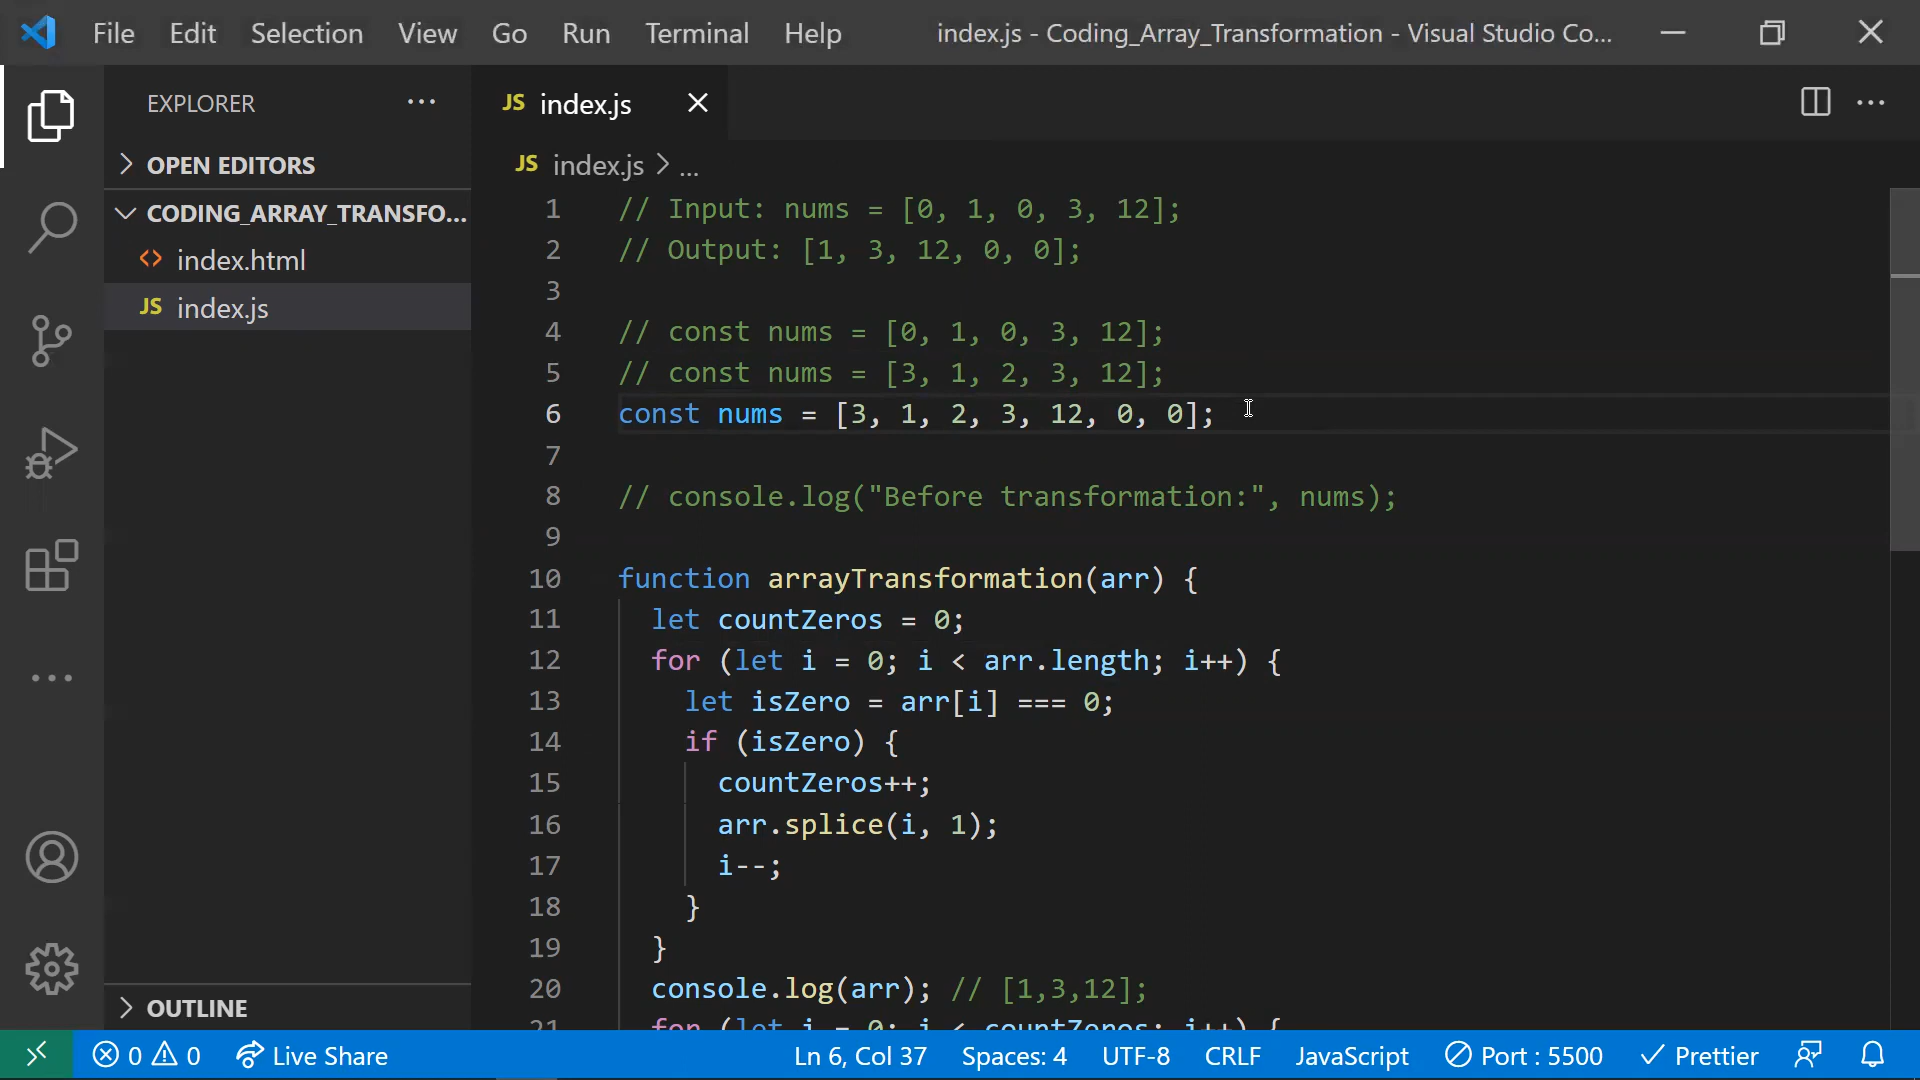 File Edit Selection View Go Run Terminal Help index.js - Coding_Array_Transformation - Visual Studio Co...
EXPLORER ...
OPEN EDITORS
CODING_ARRAY_TRANSFO...
<> index.html
JS index.js
OUTLINE
JS index.js
JS index.js > ...
1 // Input: nums = [0, 1, 0, 3, 12];
2 // Output: [1, 3, 12, 0, 0];
3
4 // const nums = [0, 1, 0, 3, 12];
5 // const nums = [3, 1, 2, 3, 12];
6 const nums = [3, 1, 2, 3, 12, 0, 0];
7
8 // console.log("Before transformation:", nums);
9
10 function arrayTransformation(arr) {
11 let countZeros = 0;
12 for (let i = 0; i < arr.length; i++) {
13 let isZero = arr[i] === 0;
14 if (isZero) {
15 countZeros++;
16 arr.splice(i, 1);
17 i--;
18 }
19 }
20 console.log(arr); // [1,3,12];
21 for (let i = 0; i < countZeros; i++) {
0 0 Live Share Ln 6, Col 37 Spaces: 4 UTF-8 CRLF JavaScript Port : 5500 Prettier